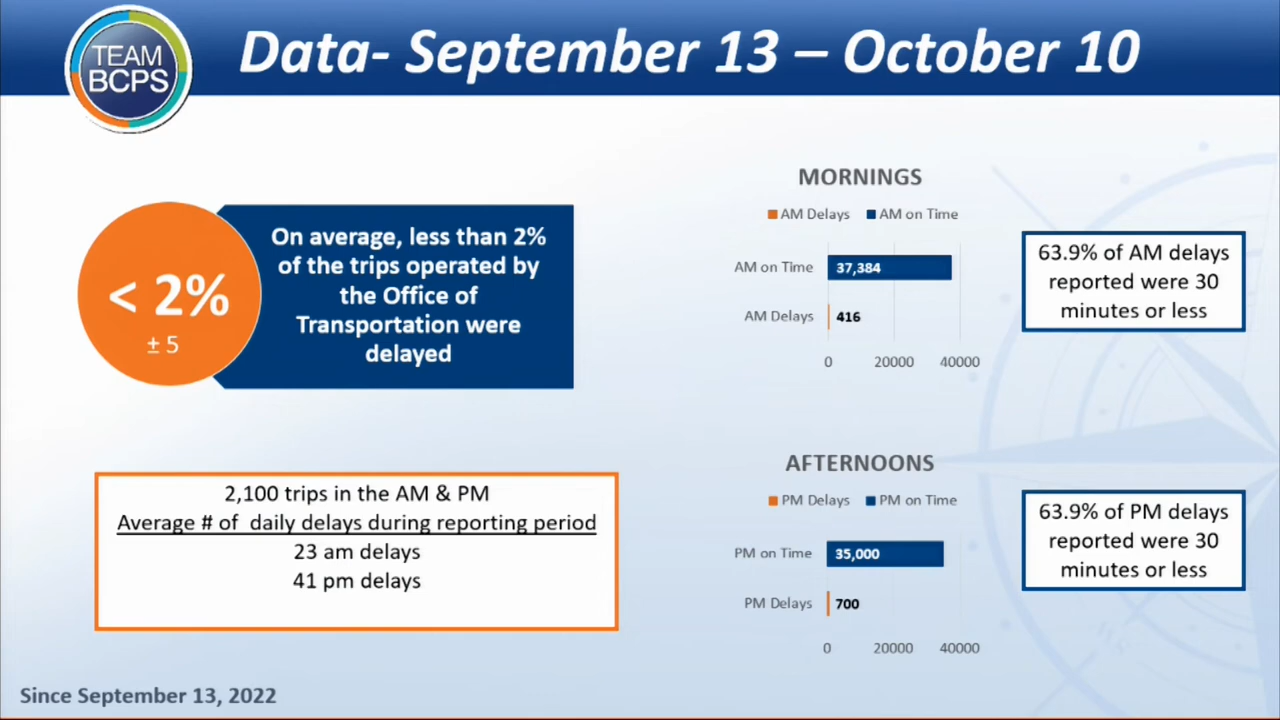 TEAM
BCPS
Data- September 13 – October 10
< 2%
± 5
On average, less than 2%
of the trips operated by
the Office of
Transportation were
delayed
2,100 trips in the AM & PM
Average # of daily delays during reporting period
23 am delays
41 pm delays
MORNINGS
AM Delays AM on Time
AM on Time 37,384
AM Delays 416
0 20000 40000
63.9% of AM delays
reported were 30
minutes or less
AFTERNOONS
PM Delays PM on Time
PM on Time 35,000
PM Delays 700
0 20000 40000
63.9% of PM delays
reported were 30
minutes or less
Since September 13, 2022